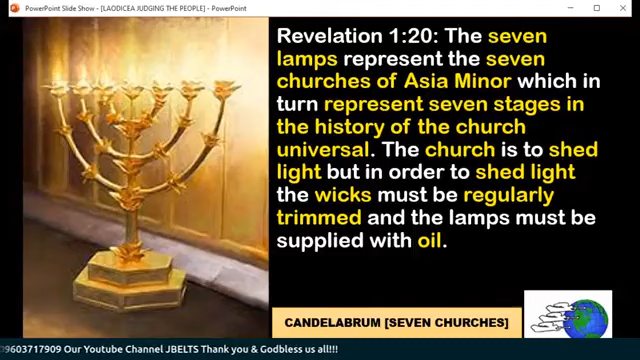 PowerPoint Slide Show - [LAODICEA JUDGING THE PEOPLE] - PowerPoint
Revelation 1:20: The seven
lamps represent the seven
churches of Asia Minor which in
turn represent seven stages in
the history of the church
universal. The church is to shed
light but in order to shed light
the wicks must be regularly
trimmed and the lamps must be
supplied with oil.
CANDELABRUM [SEVEN CHURCHES]
09603717909 Our Youtube Channel JBELTS Thank you & Godbless us all!!!